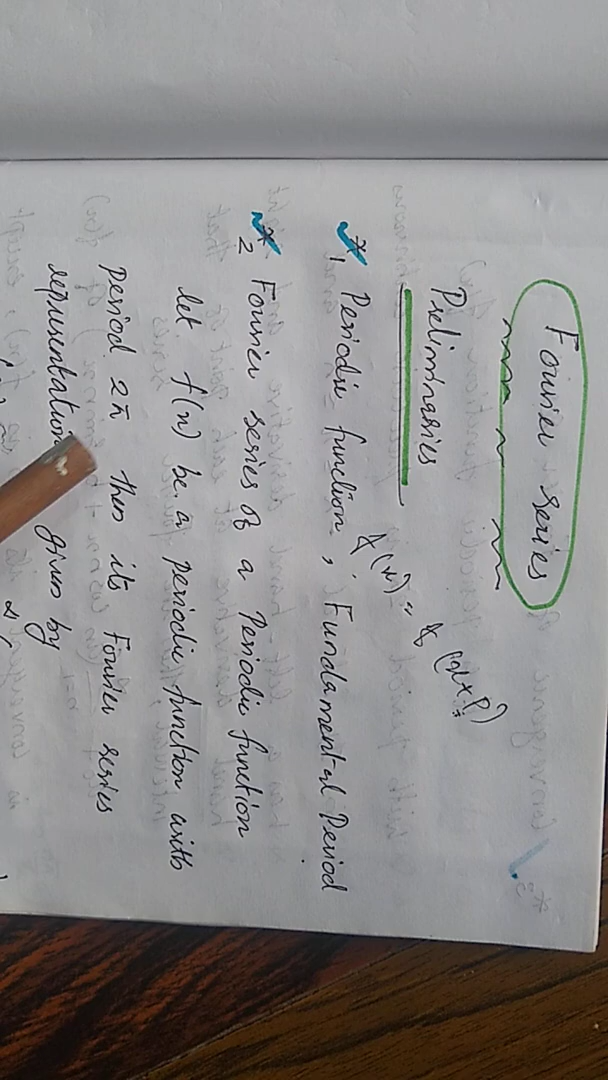 Fourier series
Preliminaries
*1 Periodic function, Fundamental Period
f(x) = f(x+P)
*2 Fourier series of a Periodic function
let f(x) be a periodic function with
period 2π then its Fourier series
representation given by